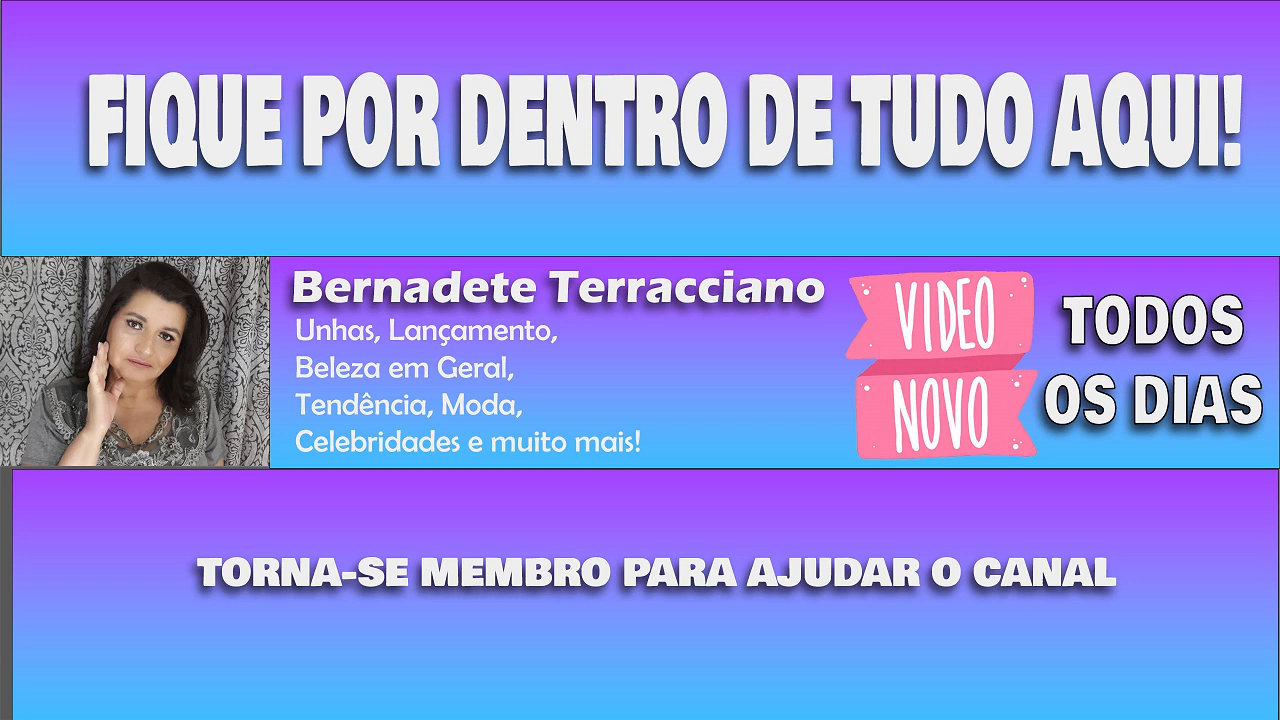 FIQUE POR DENTRO DE TUDO AQUI!
Bernadete Terracciano
Unhas, Lançamento,
Beleza em Geral,
Tendência, Moda,
Celebridades e muito mais!
VIDEO
NOVO
TODOS
OS DIAS
TORNA-SE MEMBRO PARA AJUDAR O CANAL